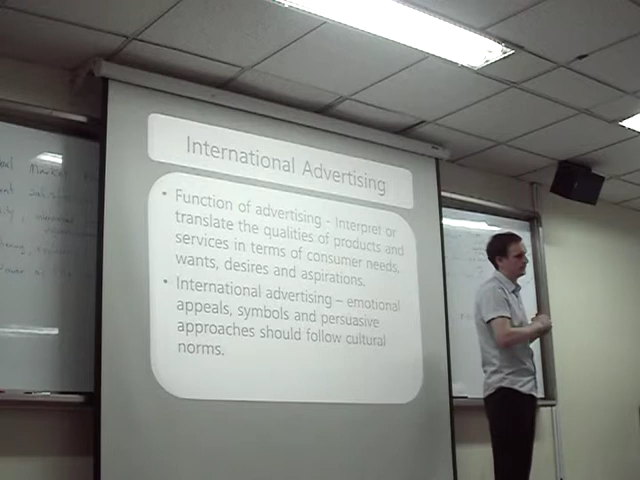 International Advertising
• Function of advertising - Interpret or
translate the qualities of products and
services in terms of consumer needs,
wants, desires and aspirations.
• International advertising – emotional
appeals, symbols and persuasive
approaches should follow cultural
norms.
Market